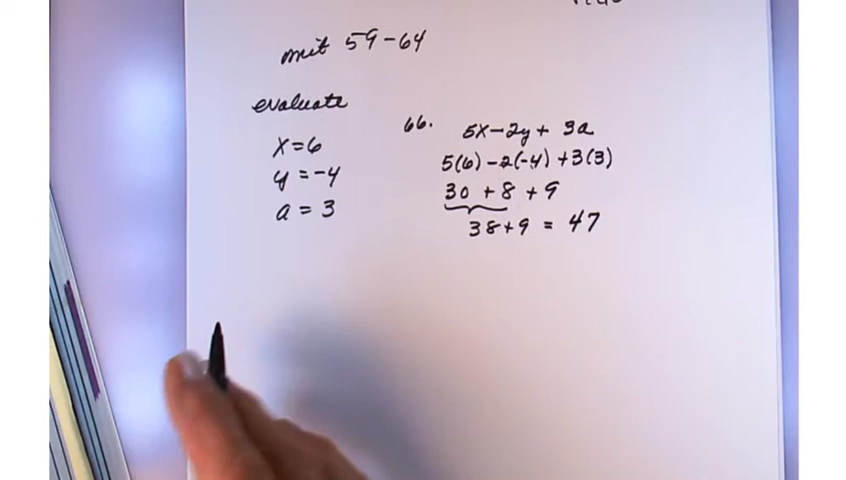 omit 59-64
evaluate
x=6
y = -4
a = 3
66.
5x-2y+ 3a
5(6) -2(-4) +3(3)
30 +8 +9
38+9 = 47